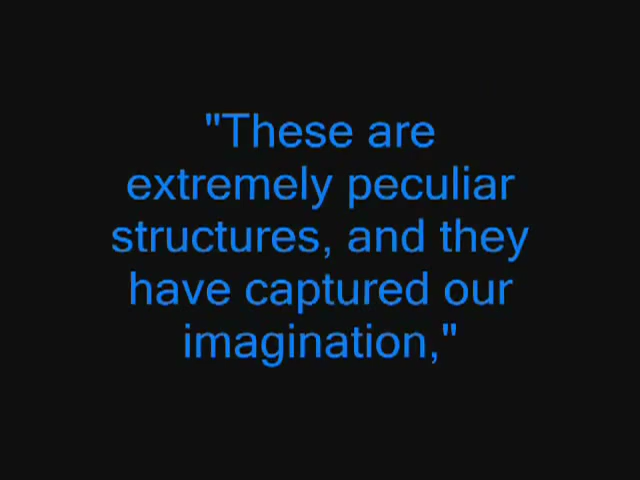 "These are
extremely peculiar
structures, and they
have captured our
imagination,"